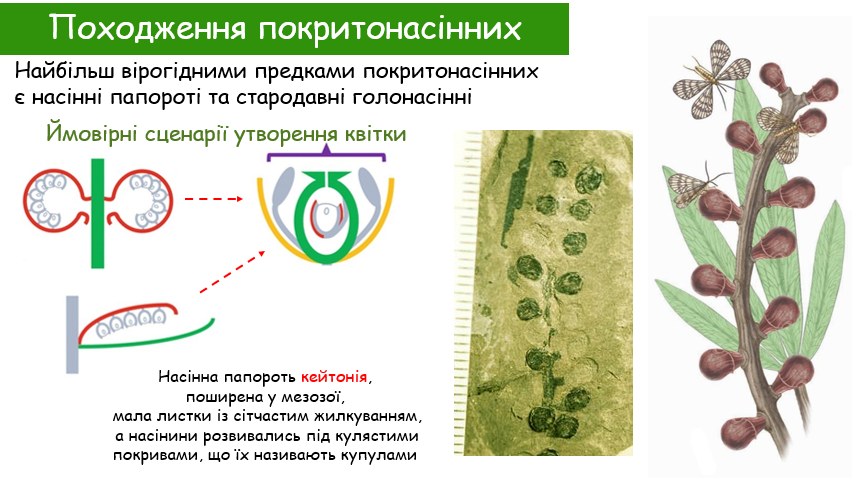 Походження покритонасінних
Найбільш вірогідними предками покритонасінних
є насінні папороті та стародавні голонасінні
Ймовірні сценарії утворення квітки
Насінна папороть кейтонія,
поширена у мезозої,
мала листки із сітчастим жилкуванням,
а насінини розвивались під кулястими
покривами, що їх називають купулами